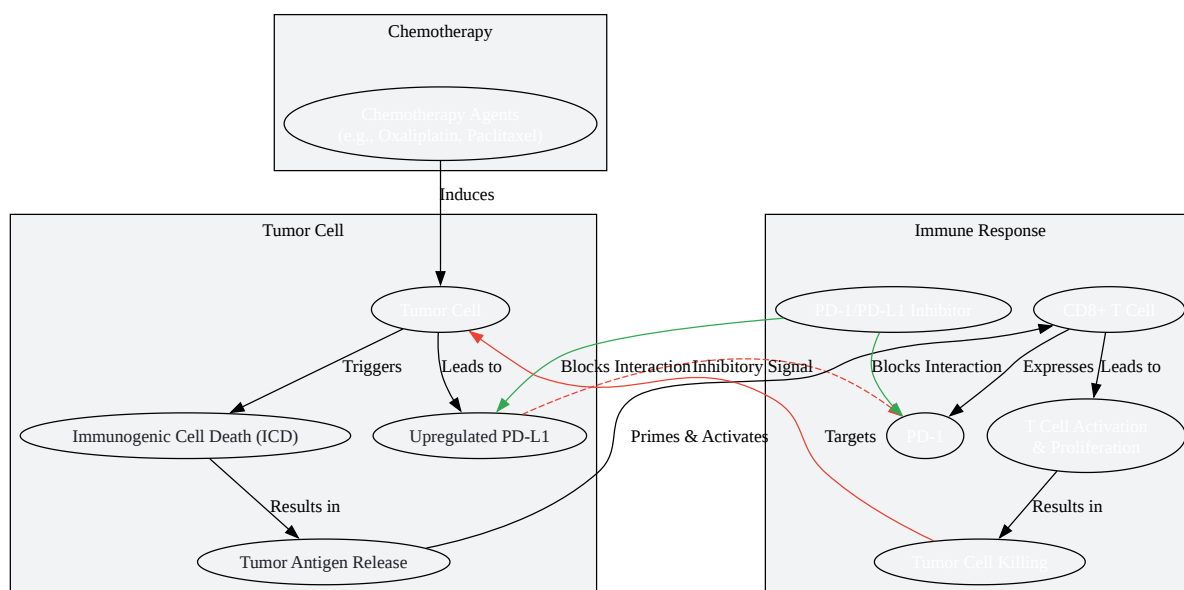 Chemotherapy
Chemotherapy Agents
(e.g., Oxaliplatin, Paclitaxel)
Induces
Tumor Cell
Immune Response
Tumor Cell
PD-1/PD-L1 Inhibitor
CD8+ T Cell
Triggers
Leads to
Blocks Interaction
Inhibitory Signal
Blocks Interaction
Expresses
Leads to
Immunogenic Cell Death (ICD)
Upregulated PD-L1
Primes & Activates
Targets
PD-1
T Cell Activation
& Proliferation
Results in
Results in
Tumor Antigen Release
Tumor Cell Killing